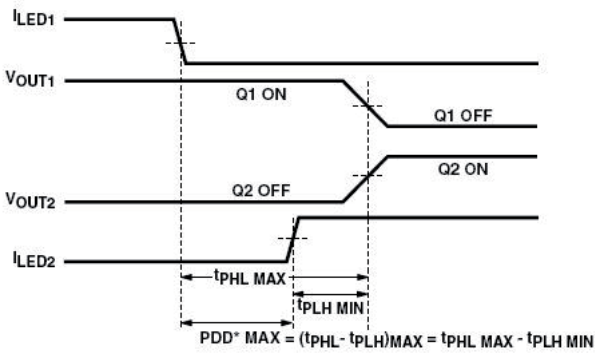 ILED1
VOUT1
Q1 ON
Q1 OFF
Q2 ON
Q2 OFF
VOUT2
ILED2
tPHL MAX
tPLH MIN
PDD* MAX = (tPHL- tPLH)MAX = tPHL MAX - tPLH MIN